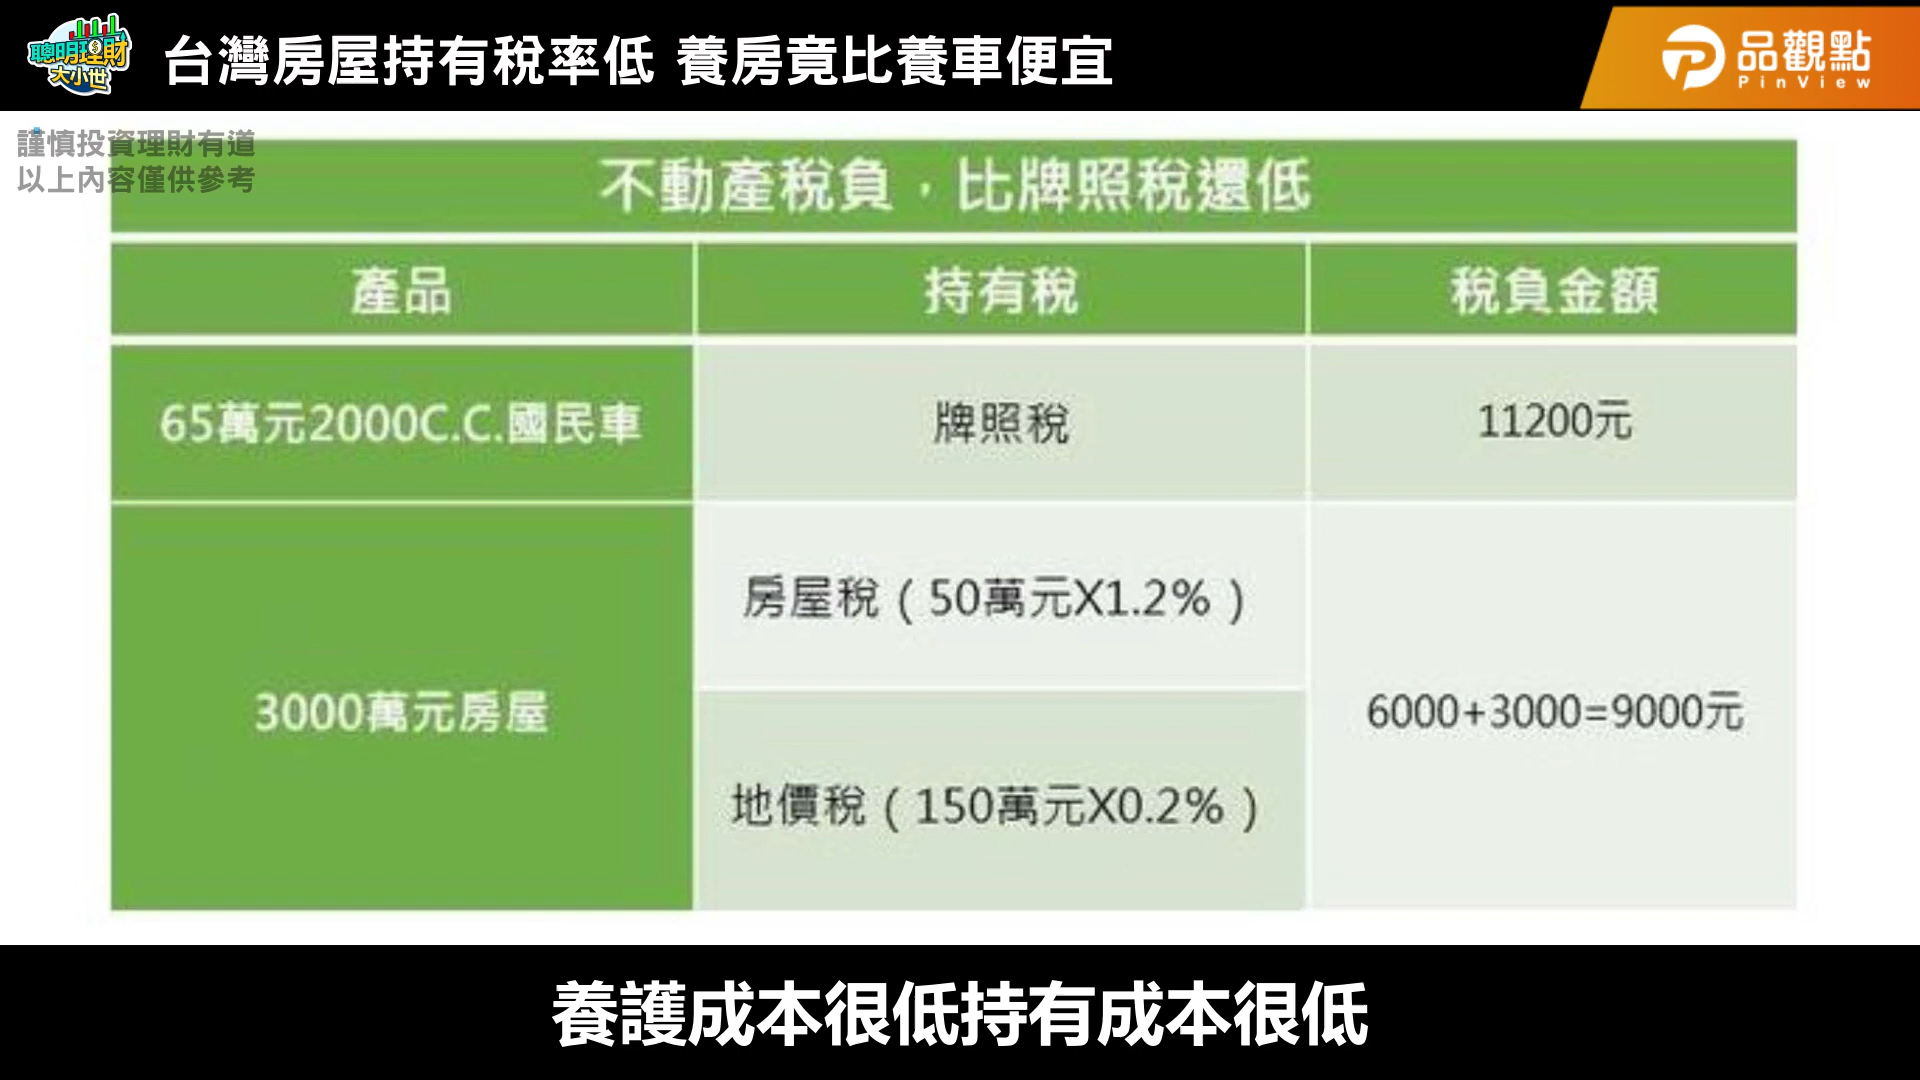 聰明理財
大小世
台灣房屋持有稅率低 養房竟比養車便宜
品觀點
PinView
謹慎投資理財有道
以上內容僅供參考
不動產稅負，比牌照稅還低
產品
持有稅
稅負金額
65萬元2000C.C.國民車
牌照稅
11200元
3000萬元房屋
房屋稅（50萬元X1.2%）
地價稅（150萬元X0.2%）
6000+3000=9000元
養護成本很低持有成本很低